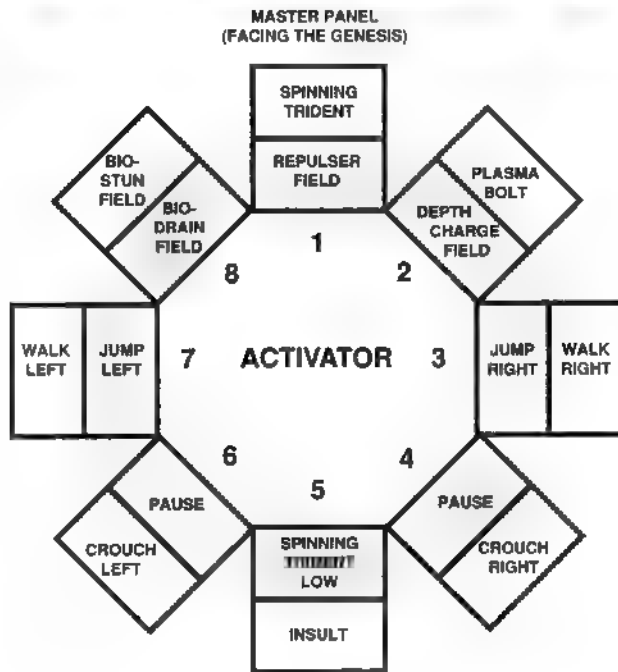 MASTER PANEL
(FACING THE GENESIS)
SPINNING
TRIDENT
REPULSER
FIELD
1
PLASMA
BOLT
DEPTH
CHARGE
FIELD
2
JUMP
RIGHT
WALK
RIGHT
3
PAUSE
CROUCH
RIGHT
4
SPINNING
LOW
INSULT
5
PAUSE
CROUCH
LEFT
6
WALK
LEFT
JUMP
LEFT
7
BIO-
STUN
FIELD
BIO-
DRAIN
FIELD
8
ACTIVATOR